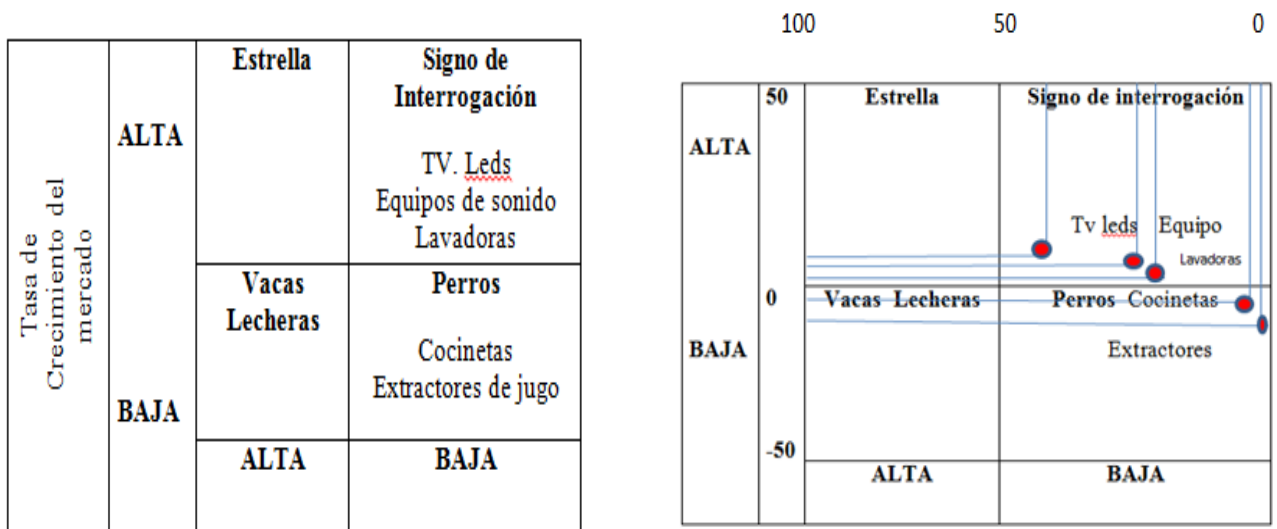 Tasa de
Crecimiento del
mercado
ALTA
BAJA
Estrella
Signo de
Interrogación
TV. Leds
Equipos de sonido
Lavadoras
Vacas
Lecheras
Perros
Cocinetas
Extractores de jugo
ALTA
BAJA
100 50 0
50
ALTA
Estrella
Signo de interrogación
Tv leds Equipo
Lavadoras
0
Vacas Lecheras
Perros Cocinetas
BAJA
Extractores
-50
ALTA
BAJA